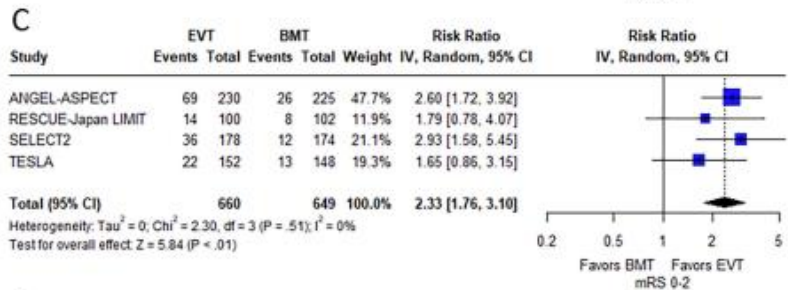 C
EVT BMT Risk Ratio Risk Ratio
Study Events Total Events Total Weight IV, Random, 95% CI IV, Random, 95% CI
ANGEL-ASPECT 69 230 26 225 47.7% 2.60 [1.72, 3.92]
RESCUE-Japan LIMIT 14 100 8 102 11.9% 1.79 [0.78, 4.07]
SELECT2 36 178 12 174 21.1% 2.93 [1.58, 5.45]
TESLA 22 152 13 148 19.3% 1.65 [0.86, 3.15]
Total (95% CI) 660 649 100.0% 2.33 [1.76, 3.10]
Heterogeneity: Tau² = 0; Chi² = 2.30, df = 3 (P = .51); I² = 0%
Test for overall effect: Z = 5.84 (P < .01)
0.2 0.5 1 2 5
Favors BMT Favors EVT
mRS 0-2